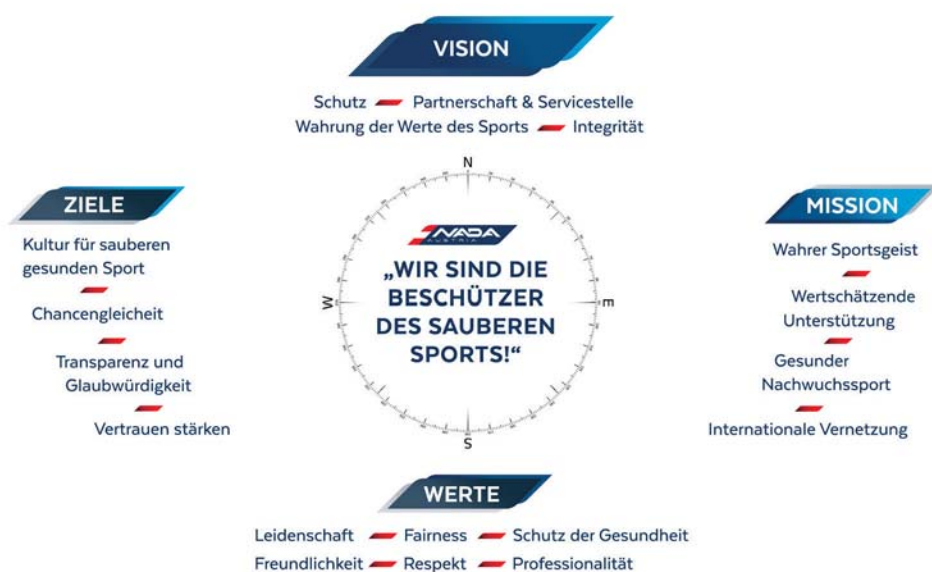 VISION
Schutz Partnerschaft & Servicestelle
Wahrung der Werte des Sports Integrität
N
ZIELE
Kultur für sauberen
gesunden Sport
Chancengleicheit
Transparenz und
Glaubwürdigkeit
Vertrauen stärken
W
NADA
AUSTRIA
„WIR SIND DIE
BESCHÜTZER
DES SAUBEREN
SPORTS!“
E
S
MISSION
Wahrer Sportsgeist
Wertschätzende
Unterstützung
Gesunder
Nachwuchssport
Internationale Vernetzung
WERTE
Leidenschaft Fairness Schutz der Gesundheit
Freundlichkeit Respekt Professionalität